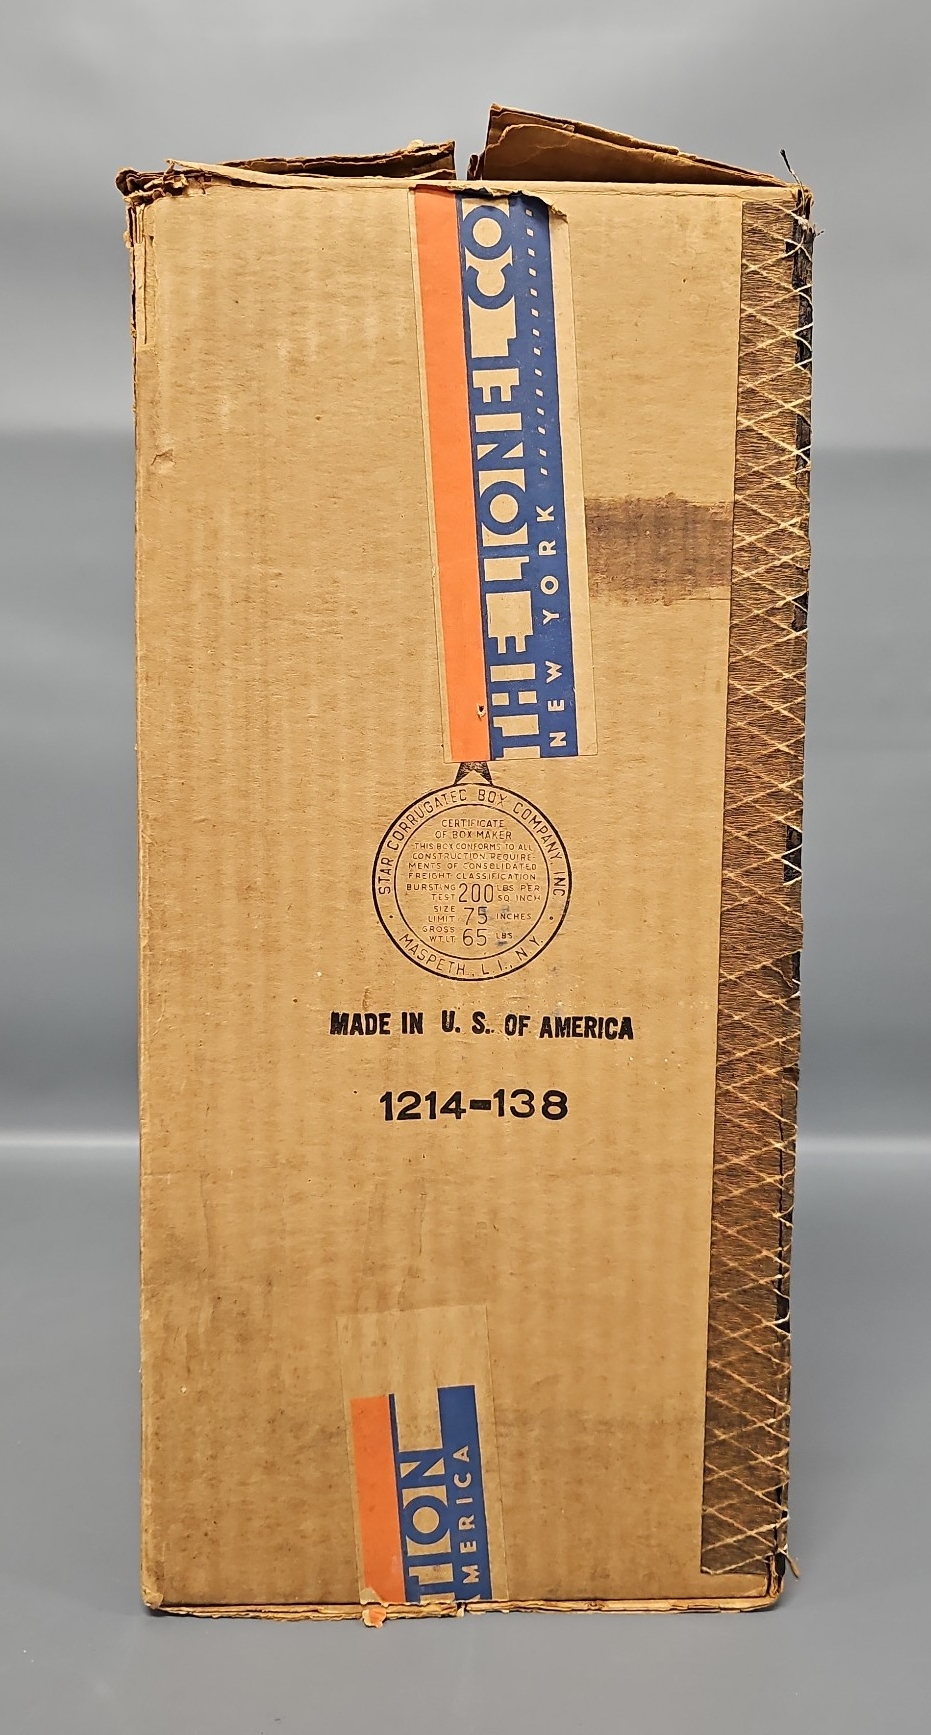 THE LIONEL CO
NEW YORK
STAR CORRUGATED BOX COMPANY, INC.
CERTIFICATE
OF BOX MAKER
THIS BOX CONFORMS TO ALL
CONSTRUCTION REQUIRE-
MENTS OF CONSOLIDATED
FREIGHT CLASSIFICATION
BURSTING TEST 200 LBS PER SQ. INCH
SIZE LIMIT 75 INCHES
GROSS WT. LT. 65 LBS.
MASPETH, L. I., N. Y.
MADE IN U. S. OF AMERICA
1214-138
TION
MERICA